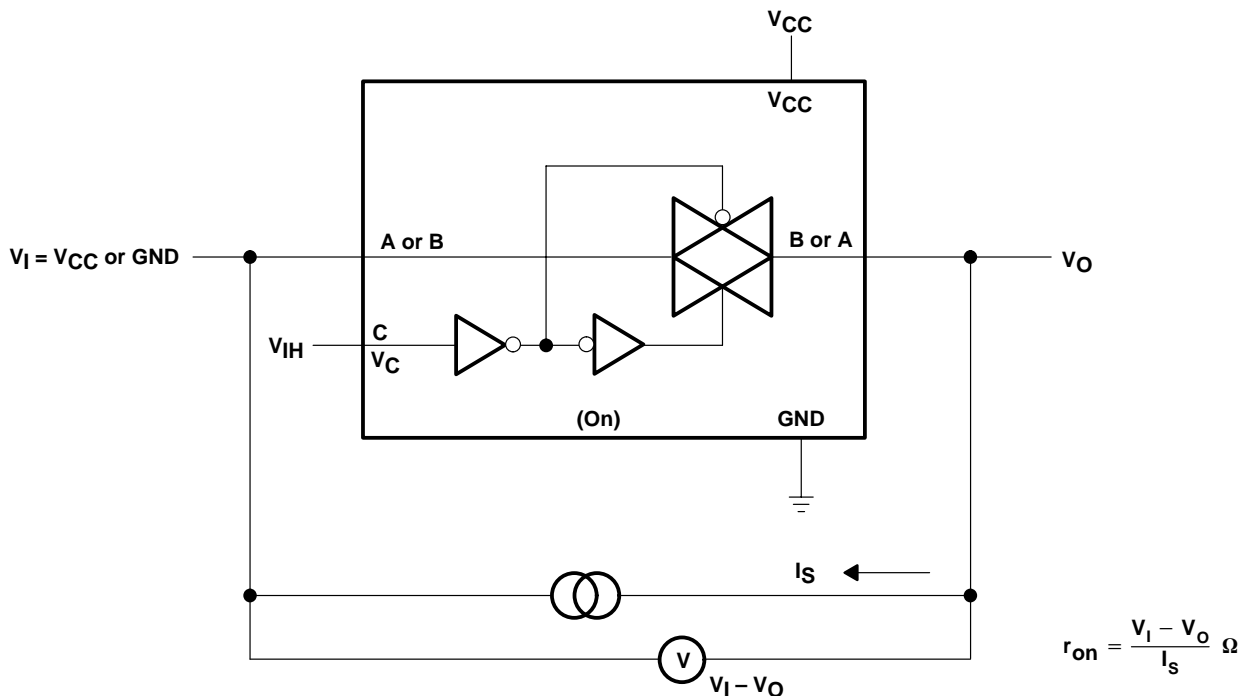 VCC
VCC
A or B
B or A
VI = VCC or GND
VO
C
VIH
VC
(On)
GND
IS
V
VI – VO
ron = VI – VO / IS Ω